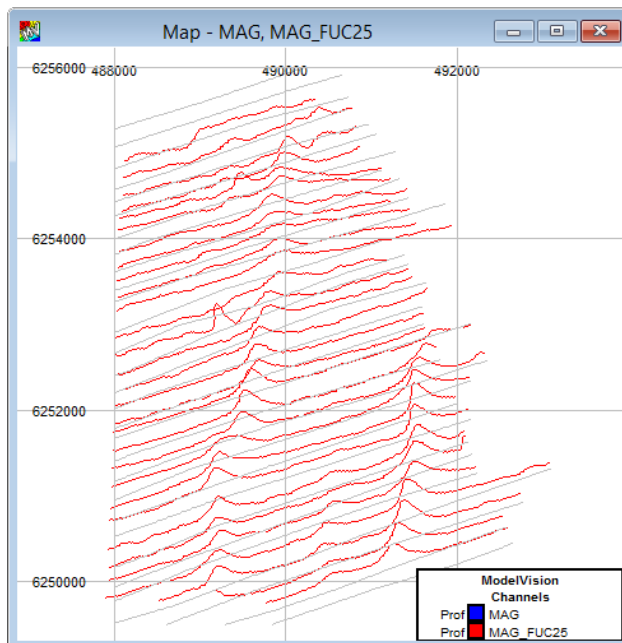 Map - MAG, MAG_FUC25
6256000
488000
490000
492000
6254000
6252000
6250000
ModelVision
Channels
Prof MAG
Prof MAG_FUC25